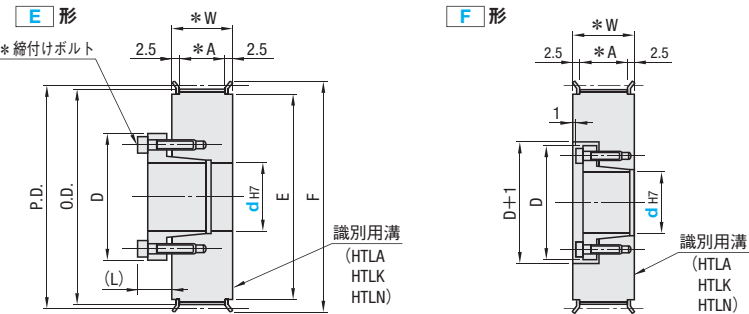 E 形
*W
2.5
*A
2.5
*締付けボルト
P.D.
O.D.
D
d H7
E
F
(L)
識別用溝
(HTLA
HTLK
HTLN)
F 形
*W
2.5
*A
2.5
1
D+1
D
d H7
識別用溝
(HTLA
HTLK
HTLN)